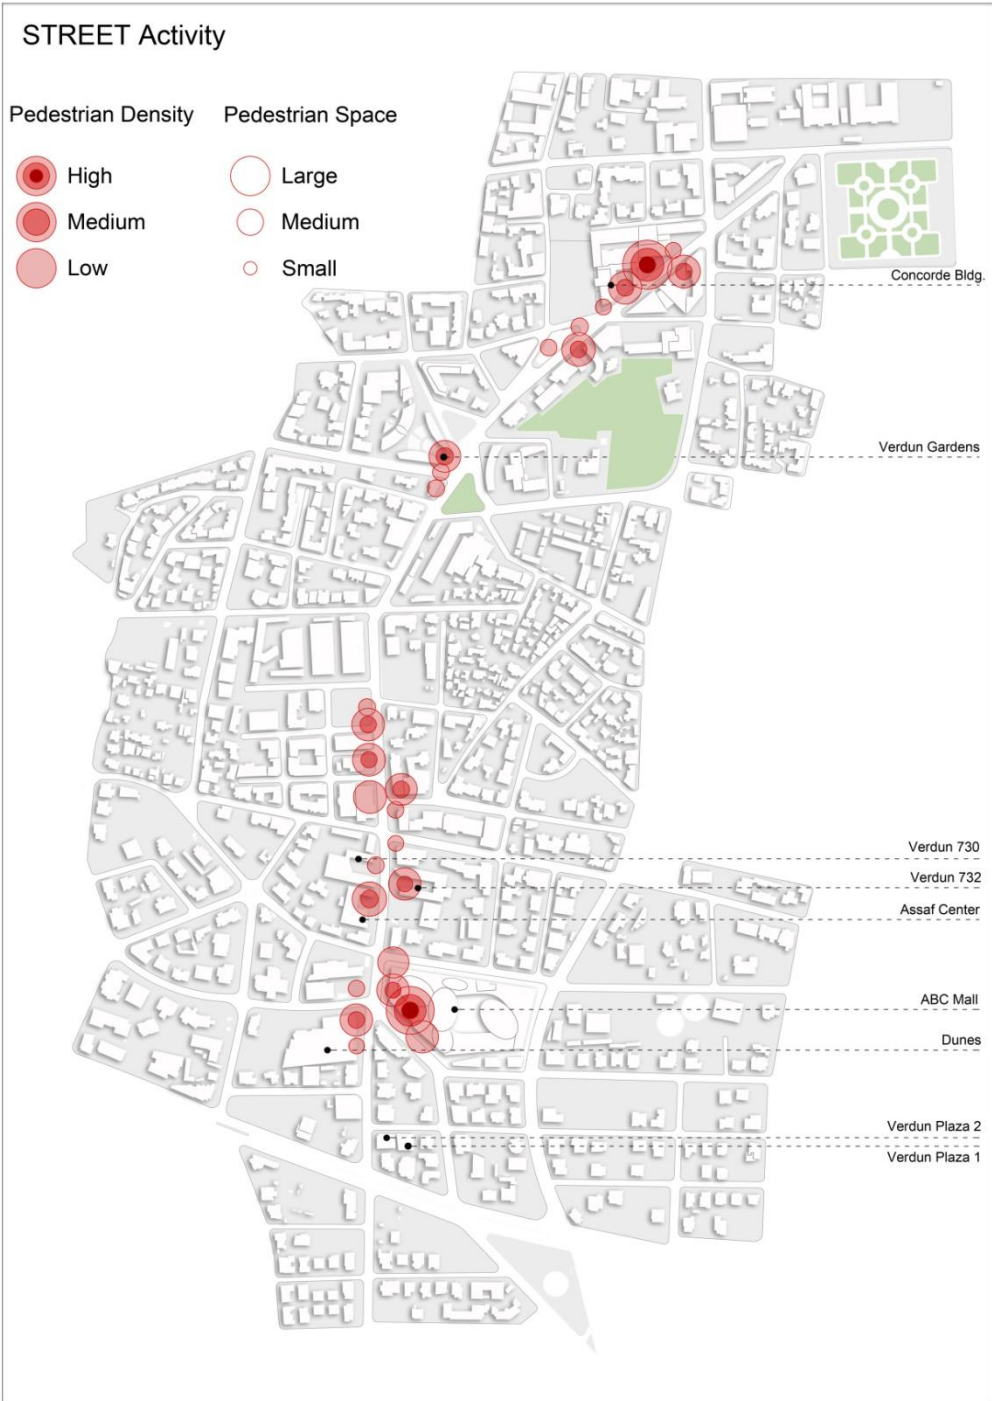 STREET Activity
Pedestrian Density
Pedestrian Space
High
Large
Medium
Medium
Low
Small
Concorde Bldg.
Verdun Gardens
Verdun 730
Verdun 732
Assaf Center
ABC Mall
Dunes
Verdun Plaza 2
Verdun Plaza 1